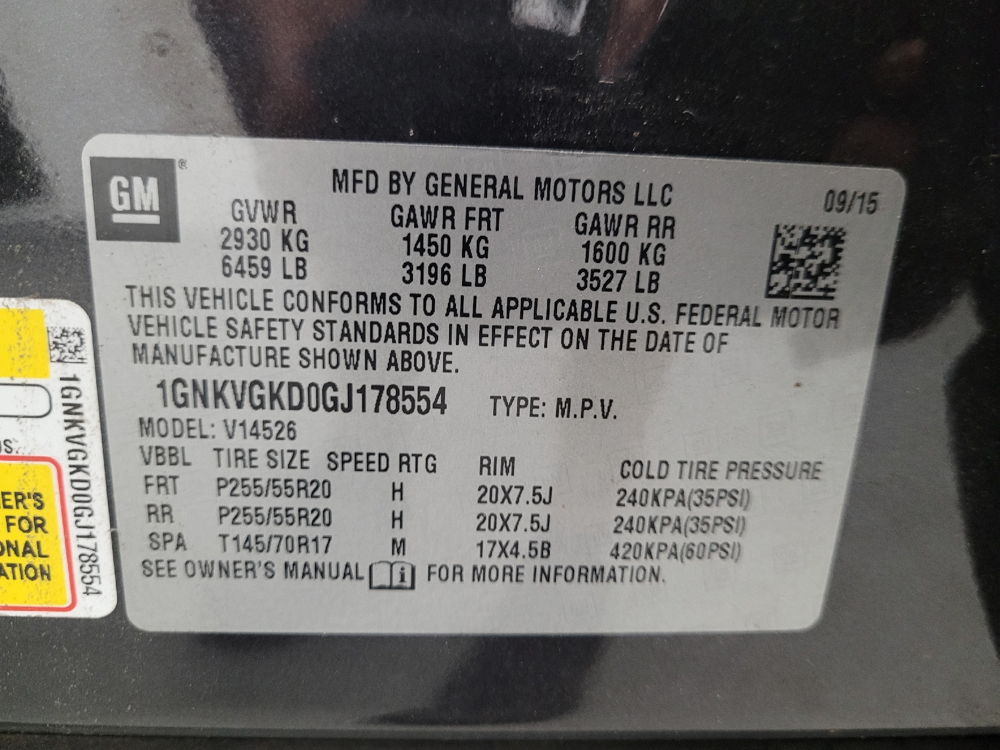 GM ®
MFD BY GENERAL MOTORS LLC 09/15
GVWR GAWR FRT GAWR RR
2930 KG 1450 KG 1600 KG
6459 LB 3196 LB 3527 LB
THIS VEHICLE CONFORMS TO ALL APPLICABLE U.S. FEDERAL MOTOR
VEHICLE SAFETY STANDARDS IN EFFECT ON THE DATE OF
MANUFACTURE SHOWN ABOVE.
1GNKVGKD0GJ178554 TYPE: M.P.V.
MODEL: V14526
VBBL TIRE SIZE SPEED RTG RIM COLD TIRE PRESSURE
FRT P255/55R20 H 20X7.5J 240KPA(35PSI)
RR P255/55R20 H 20X7.5J 240KPA(35PSI)
SPA T145/70R17 M 17X4.5B 420KPA(60PSI)
SEE OWNER'S MANUAL i FOR MORE INFORMATION.
1GNKVGKD0GJ178554
ER'S
FOR
ONAL
ATION